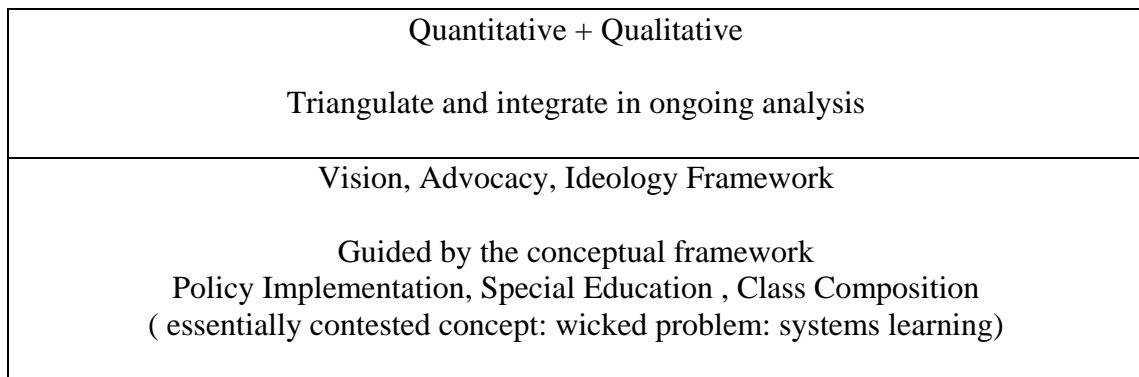 Quantitative + Qualitative
Triangulate and integrate in ongoing analysis
Vision, Advocacy, Ideology Framework
Guided by the conceptual framework
Policy Implementation, Special Education , Class Composition
( essentially contested concept: wicked problem: systems learning)